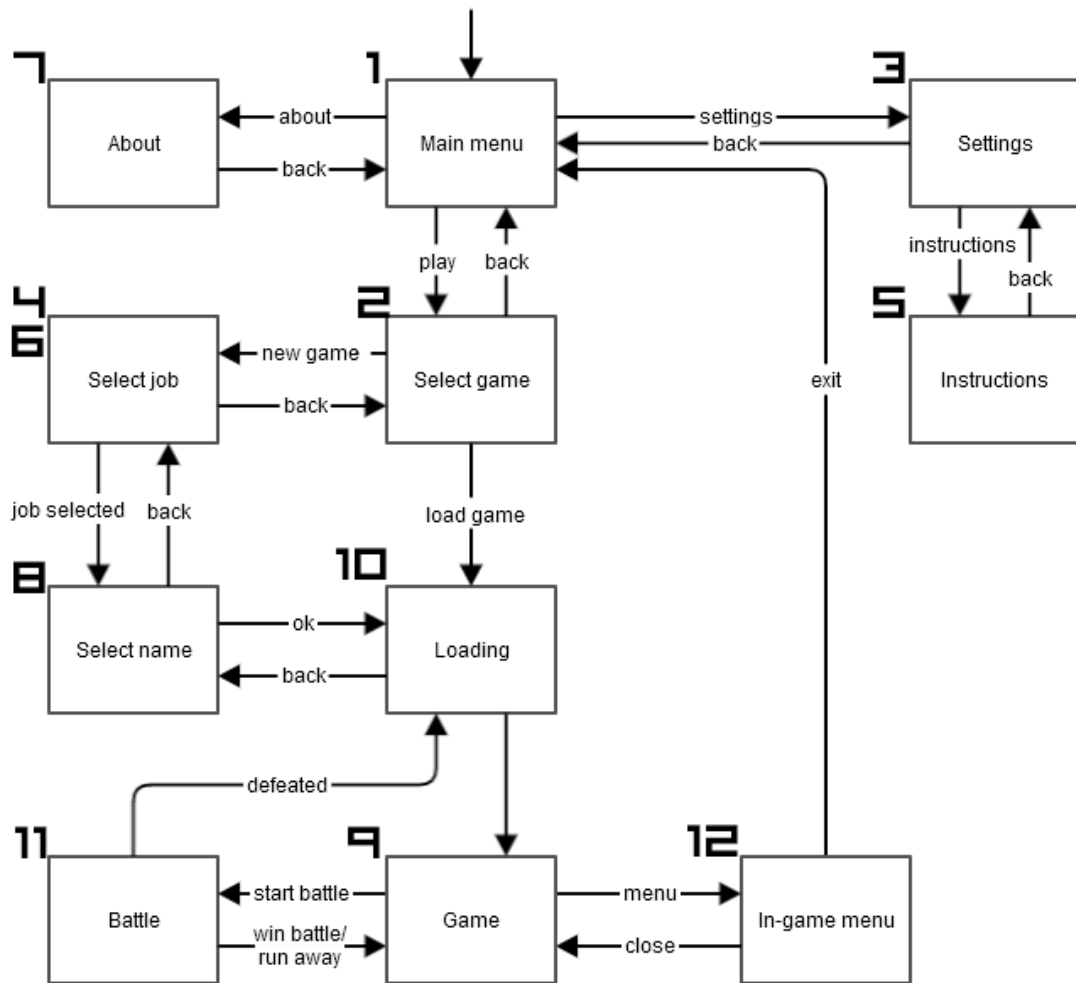 7
1
3
About
about
back
Main menu
settings
back
Settings
play
back
instructions
back
4
6
2
5
Select job
new game
back
Select game
exit
Instructions
job selected
back
load game
8
10
Select name
ok
back
Loading
defeated
11
9
12
Battle
start battle
win battle/
run away
Game
menu
close
In-game menu